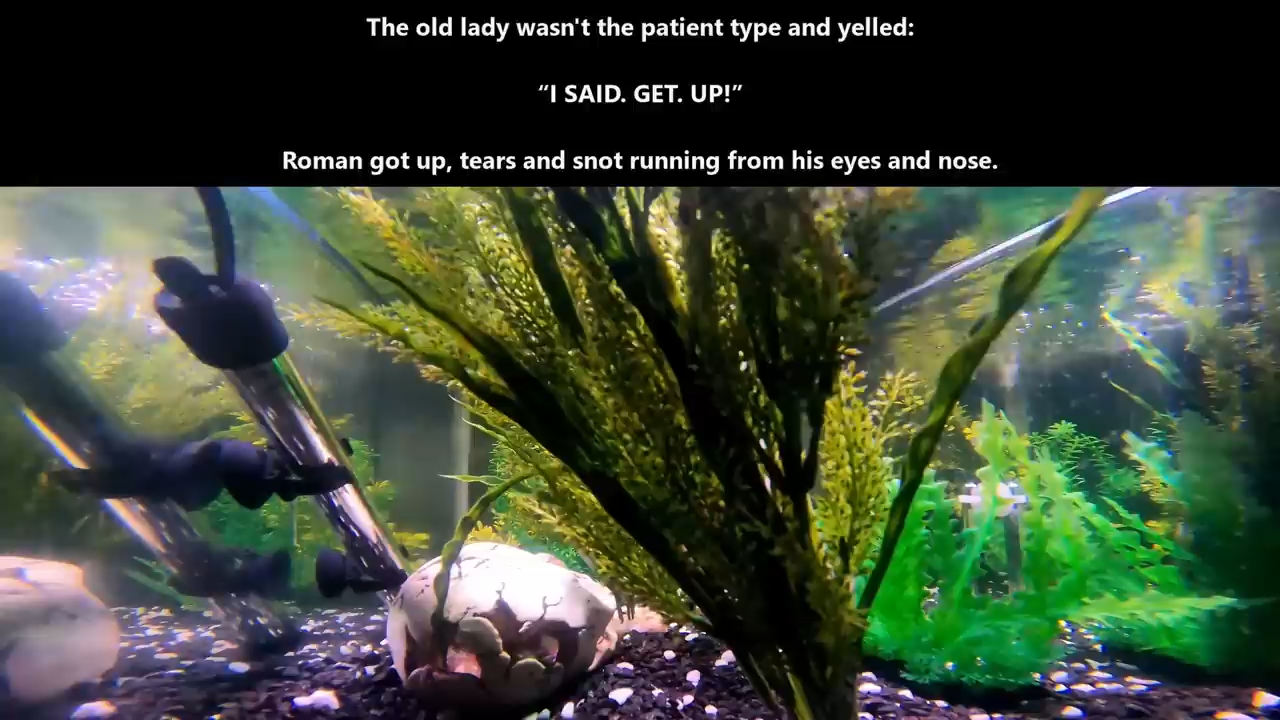 The old lady wasn't the patient type and yelled:
“I SAID. GET. UP!”
Roman got up, tears and snot running from his eyes and nose.